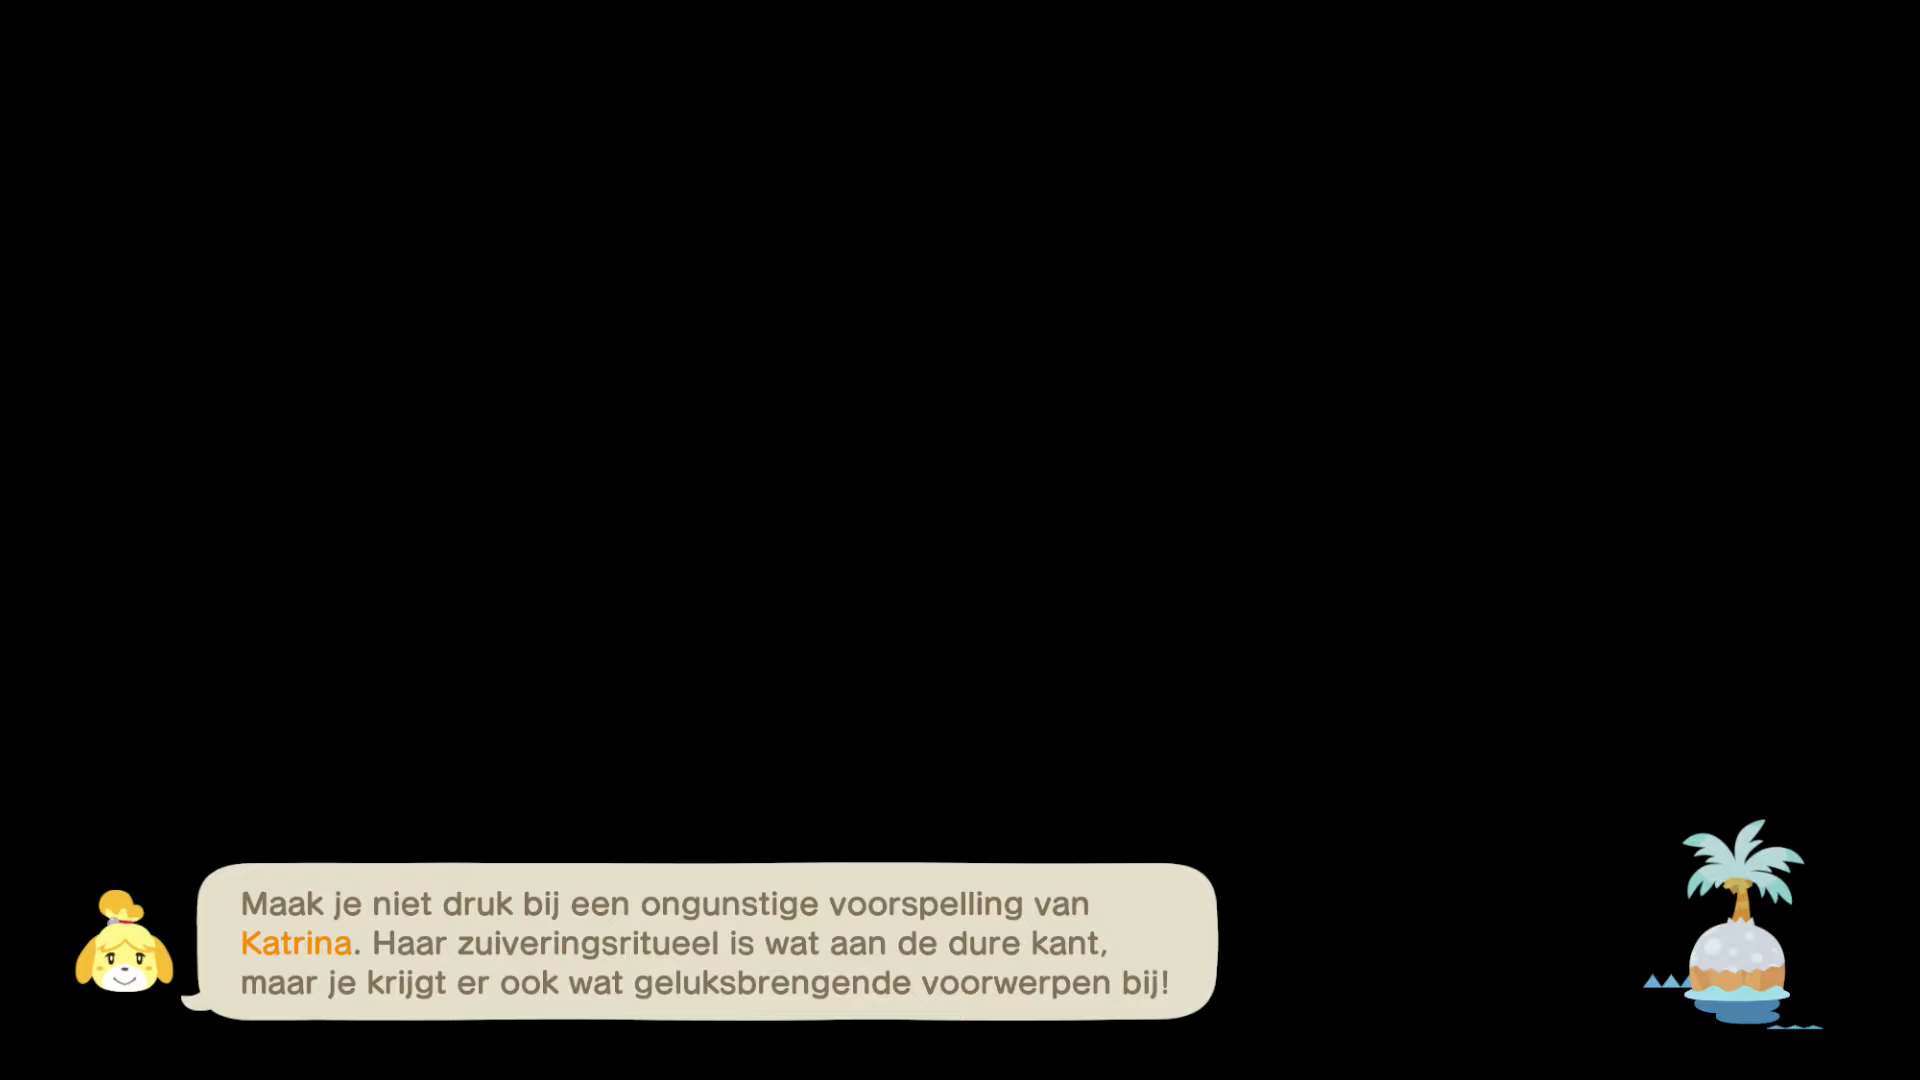 Maak je niet druk bij een ongunstige voorspelling van
Katrina. Haar zuiveringsritueel is wat aan de dure kant,
maar je krijgt er ook wat geluksbrengende voorwerpen bij!